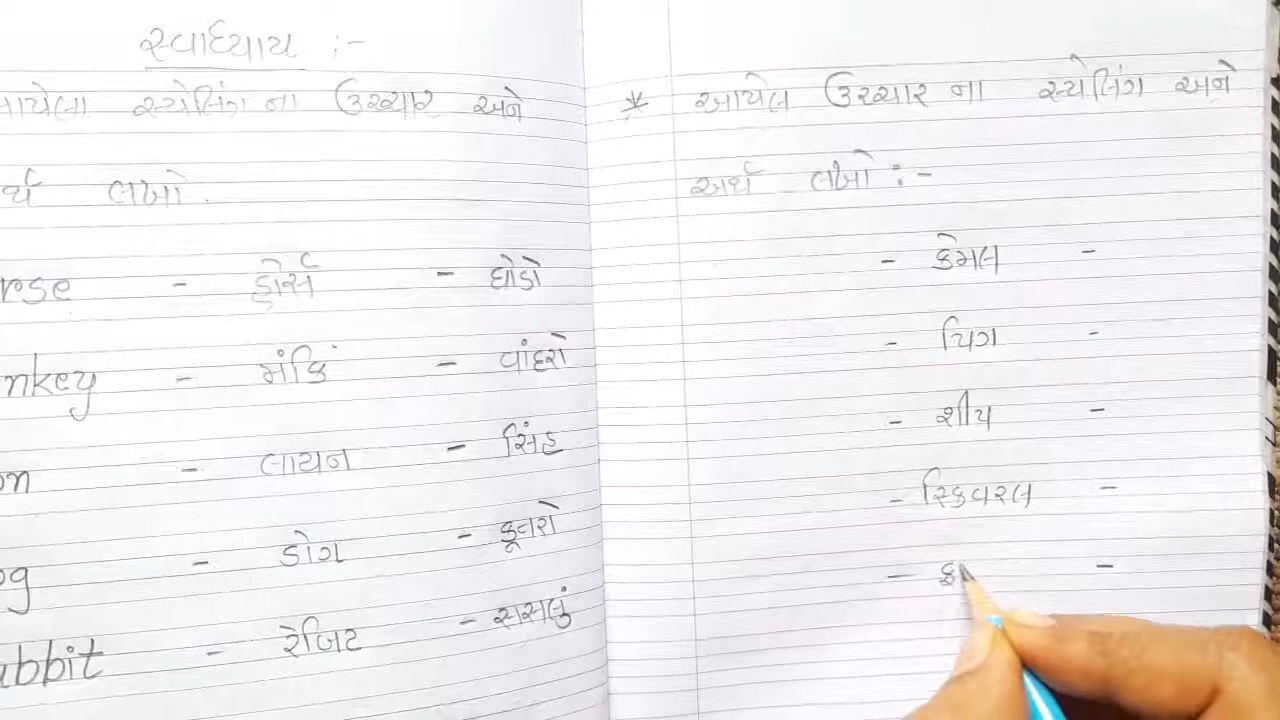 સ્વાધ્યાય :-
આપેલા સ્પેલિંગ ના ઉચ્ચાર અને
અર્થ લખો.
rse - હોર્સ - ઘોડો
nkey - મંકિ - વાંદરો
on - લાયન - સિંહ
og - ડોગ - કૂતરો
abbit - રેબિટ - સસલું
* આપેલ ઉચ્ચાર ના સ્પેલિંગ અને
અર્થ લખો :-
- કેમલ -
- પિગ -
- શીપ -
- સ્કિવરલ -
- ક -